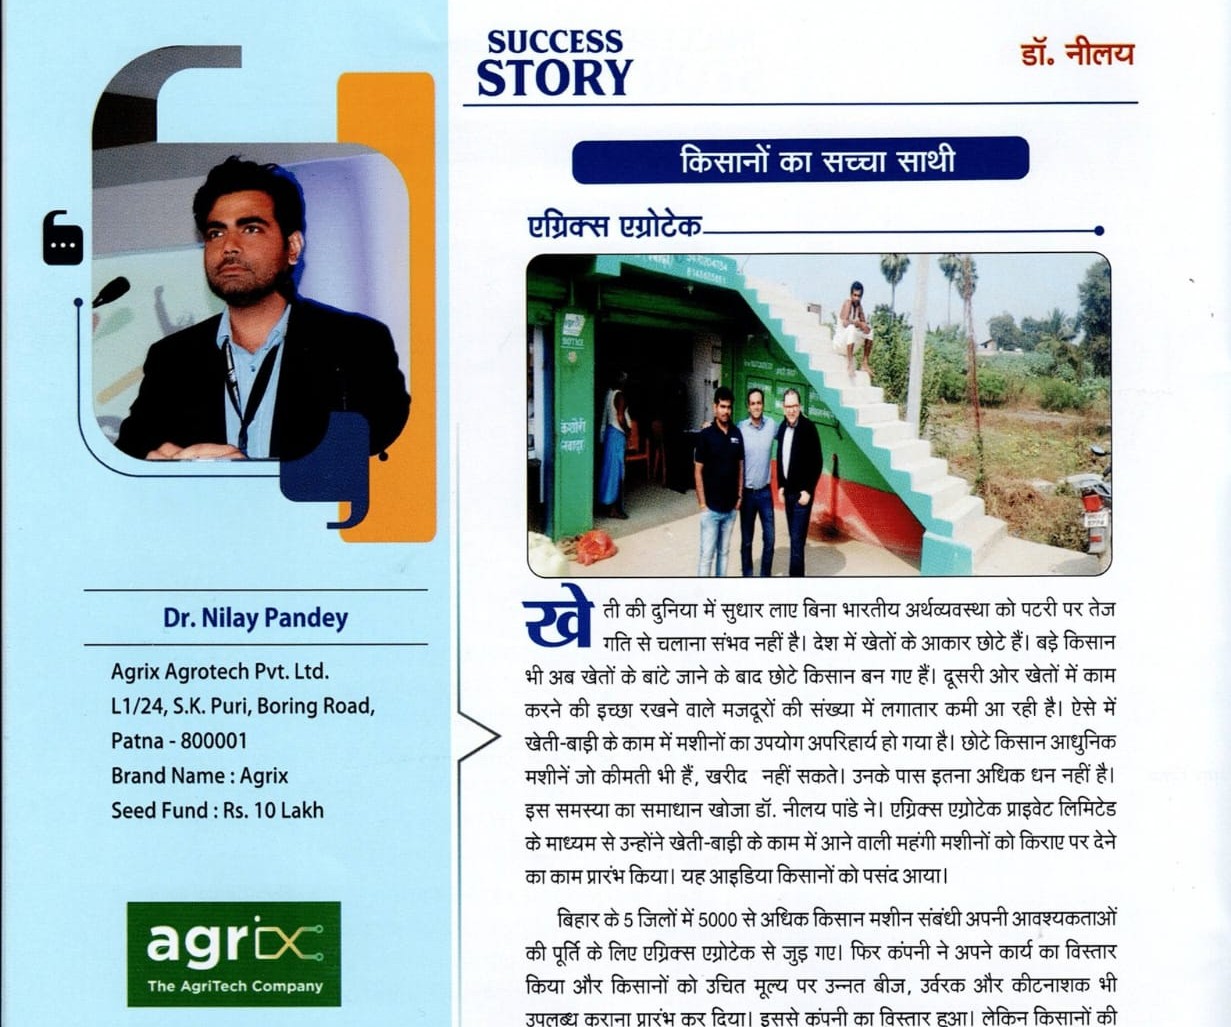 SUCCESS
STORY
डॉ. नीलय
किसानों का सच्चा साथी
एग्रिक्स एग्रोटेक
NOTICE
Dr. Nilay Pandey
Agrix Agrotech Pvt. Ltd.
L1/24, S.K. Puri, Boring Road,
Patna - 800001
Brand Name : Agrix
Seed Fund : Rs. 10 Lakh
agrix
The AgriTech Company
खेती की दुनिया में सुधार लाए बिना भारतीय अर्थव्यवस्था को पटरी पर तेज
गति से चलाना संभव नहीं है। देश में खेतों के आकार छोटे हैं। बड़े किसान
भी अब खेतों के बांटे जाने के बाद छोटे किसान बन गए हैं। दूसरी ओर खेतों में काम
करने की इच्छा रखने वाले मजदूरों की संख्या में लगातार कमी आ रही है। ऐसे में
खेती-बाड़ी के काम में मशीनों का उपयोग अपरिहार्य हो गया है। छोटे किसान आधुनिक
मशीनें जो कीमती भी हैं, खरीद नहीं सकते। उनके पास इतना अधिक धन नहीं है।
इस समस्या का समाधान खोजा डॉ. नीलय पांडे ने। एग्रिक्स एग्रोटेक प्राइवेट लिमिटेड
के माध्यम से उन्होंने खेती-बाड़ी के काम में आने वाली महंगी मशीनों को किराए पर देने
का काम प्रारंभ किया। यह आइडिया किसानों को पसंद आया।
बिहार के 5 जिलों में 5000 से अधिक किसान मशीन संबंधी अपनी आवश्यकताओं
की पूर्ति के लिए एग्रिक्स एग्रोटेक से जुड़ गए। फिर कंपनी ने अपने कार्य का विस्तार
किया और किसानों को उचित मूल्य पर उन्नत बीज, उर्वरक और कीटनाशक भी
उपलब्ध कराना प्रारंभ कर दिया। इससे कंपनी का विस्तार हुआ। लेकिन किसानों की